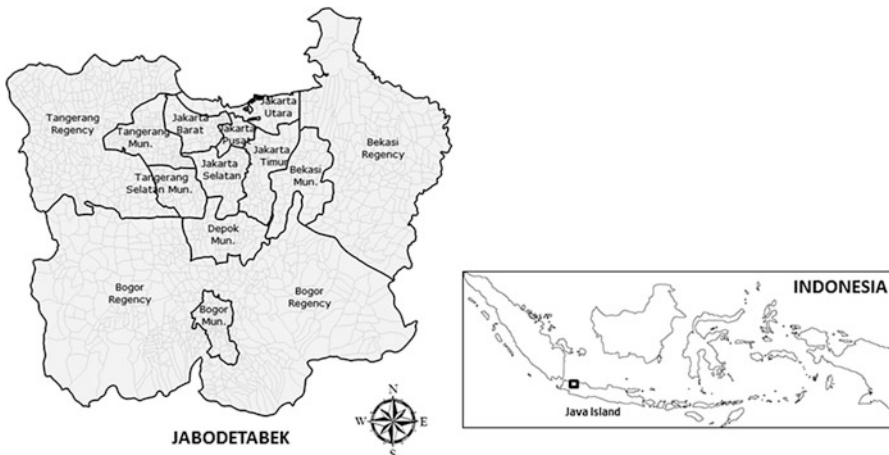 Jakarta
Utara
Tangerang
Regency
Jakarta
Barat
Tangerang
Mun.
Jakarta
Pusat
Bekasi
Regency
Jakarta
Timur
Jakarta
Selatan
Bekasi
Mun.
Tangerang
Selatan Mun.
Depok
Mun.
Bogor
Regency
Bogor
Regency
Bogor
Mun.
JABODETABEK
N
W
E
S
INDONESIA
Java Island